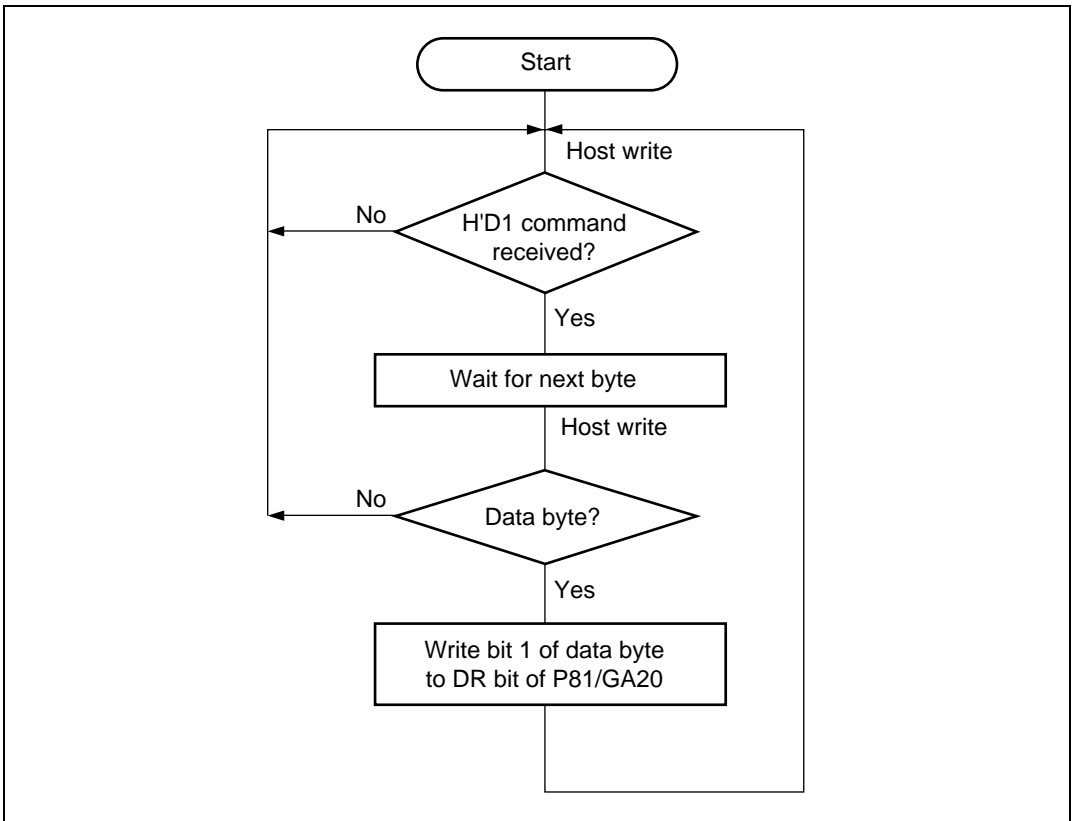 Start
Host write
No
H'D1 command
received?
Yes
Wait for next byte
Host write
No
Data byte?
Yes
Write bit 1 of data byte
to DR bit of P81/GA20